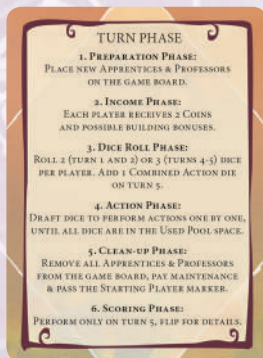 TURN PHASE
1. PREPARATION PHASE:
PLACE NEW APPRENTICES & PROFESSORS
ON THE GAME BOARD.
2. INCOME PHASE:
EACH PLAYER RECEIVES 2 COINS
AND POSSIBLE BUILDING BONUSES.
3. DICE ROLL PHASE:
ROLL 2 (TURN 1 AND 2) OR 3 (TURNS 4-5) DICE
PER PLAYER. ADD 1 COMBINED ACTION DIE
ON TURN 5.
4. ACTION PHASE:
DRAFT DICE TO PERFORM ACTIONS ONE BY ONE,
UNTIL ALL DICE ARE IN THE USED POOL SPACE.
5. CLEAN-UP PHASE:
REMOVE ALL APPRENTICES & PROFESSORS
FROM THE GAME BOARD, PAY MAINTENANCE
& PASS THE STARTING PLAYER MARKER.
6. SCORING PHASE:
PERFORM ONLY ON TURN 5, FLIP FOR DETAILS.